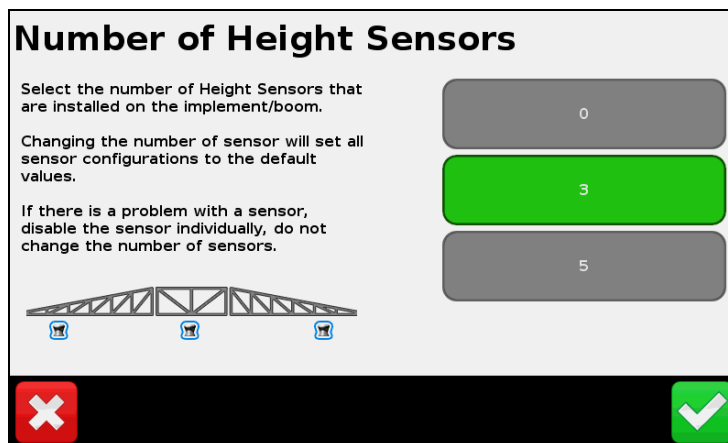 Number of Height Sensors
Select the number of Height Sensors that
are installed on the implement/boom.
Changing the number of sensor will set all
sensor configurations to the default
values.
If there is a problem with a sensor,
disable the sensor individually, do not
change the number of sensors.
0
3
5